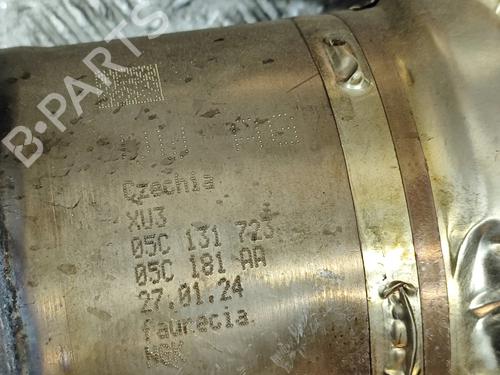 B-PARTS
Czechia
XU3
05C 131 723
05C 181 AA
27.01.24
faurecia